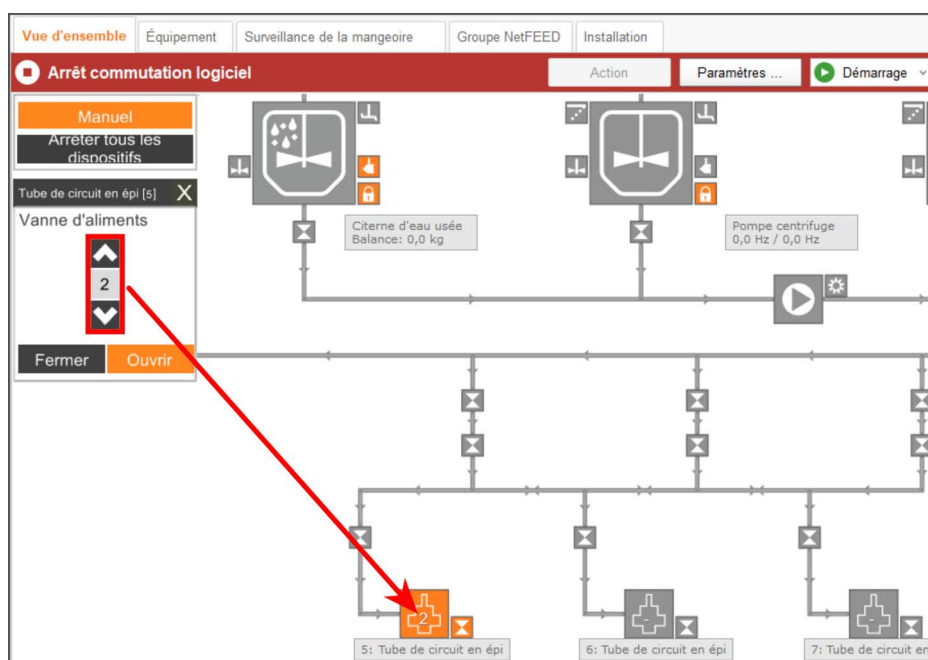 Vue d'ensemble
Équipement
Surveillance de la mangeoire
Groupe NetFEED
Installation
Arrêt commutation logiciel
Action
Paramètres ...
Démarrage
Manuel
Arrêter tous les
dispositifs
Tube de circuit en épi [5]
X
Vanne d'aliments
2
Fermer
Ouvrir
Citerne d'eau usée
Balance: 0,0 kg
Pompe centrifuge
0,0 Hz / 0,0 Hz
2
-
-
5: Tube de circuit en épi
6: Tube de circuit en épi
7: Tube de circuit en